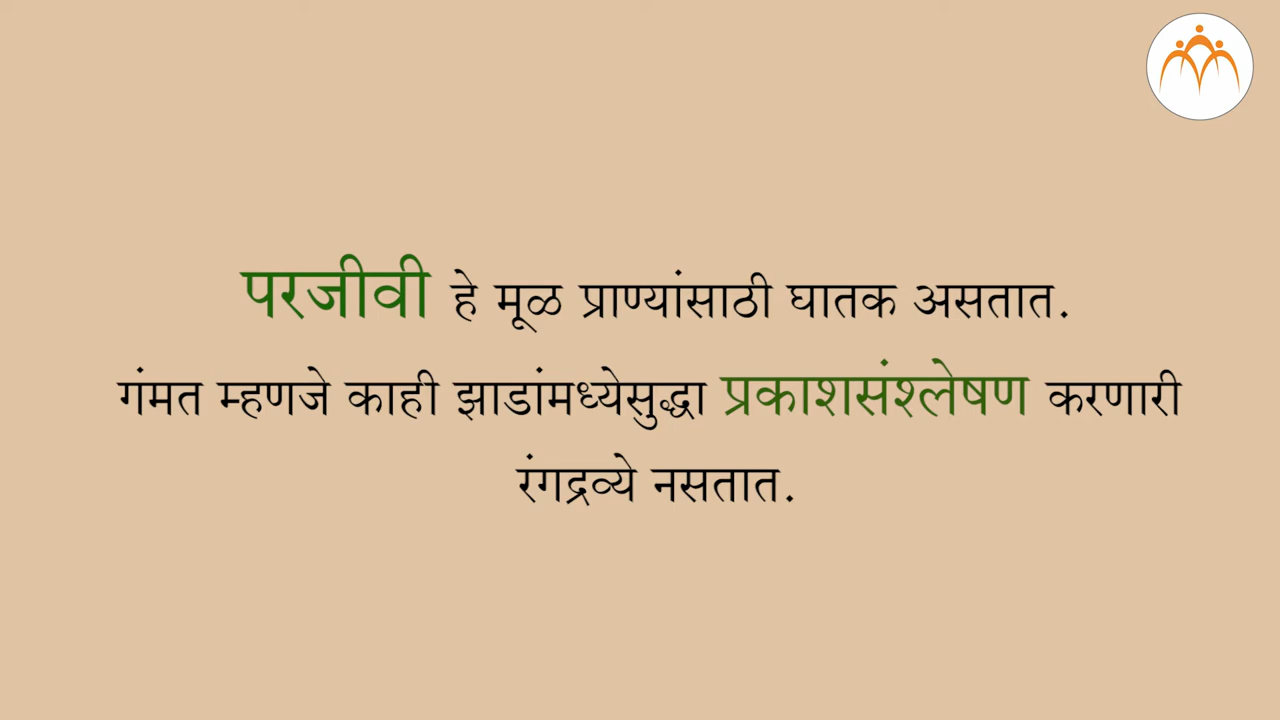 परजीवी हे मूळ प्राण्यांसाठी घातक असतात.
गंमत म्हणजे काही झाडांमध्येसुद्धा प्रकाशसंश्लेषण करणारी
रंगद्रव्ये नसतात.